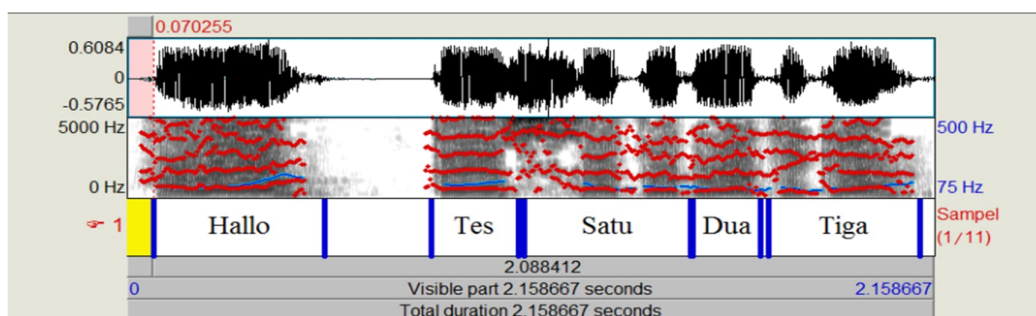 0.070255
0.6084
0
-0.5765
5000 Hz 500 Hz
0 Hz 75 Hz
☞ 1 Hallo Tes Satu Dua Tiga Sampel
(1/11)
2.088412
0 Visible part 2.158667 seconds 2.158667
Total duration 2.158667 seconds